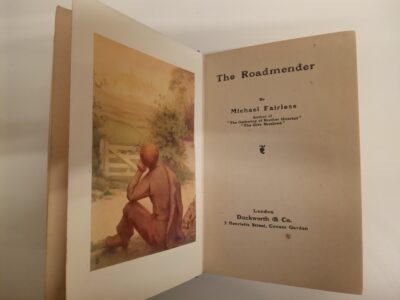 The Roadmender
By
Michael Fairless
Author of
"The Gathering of Brother Hilarius"
"The Grey Brethren"
London
Duckworth & Co.
3 Henrietta Street, Covent Garden